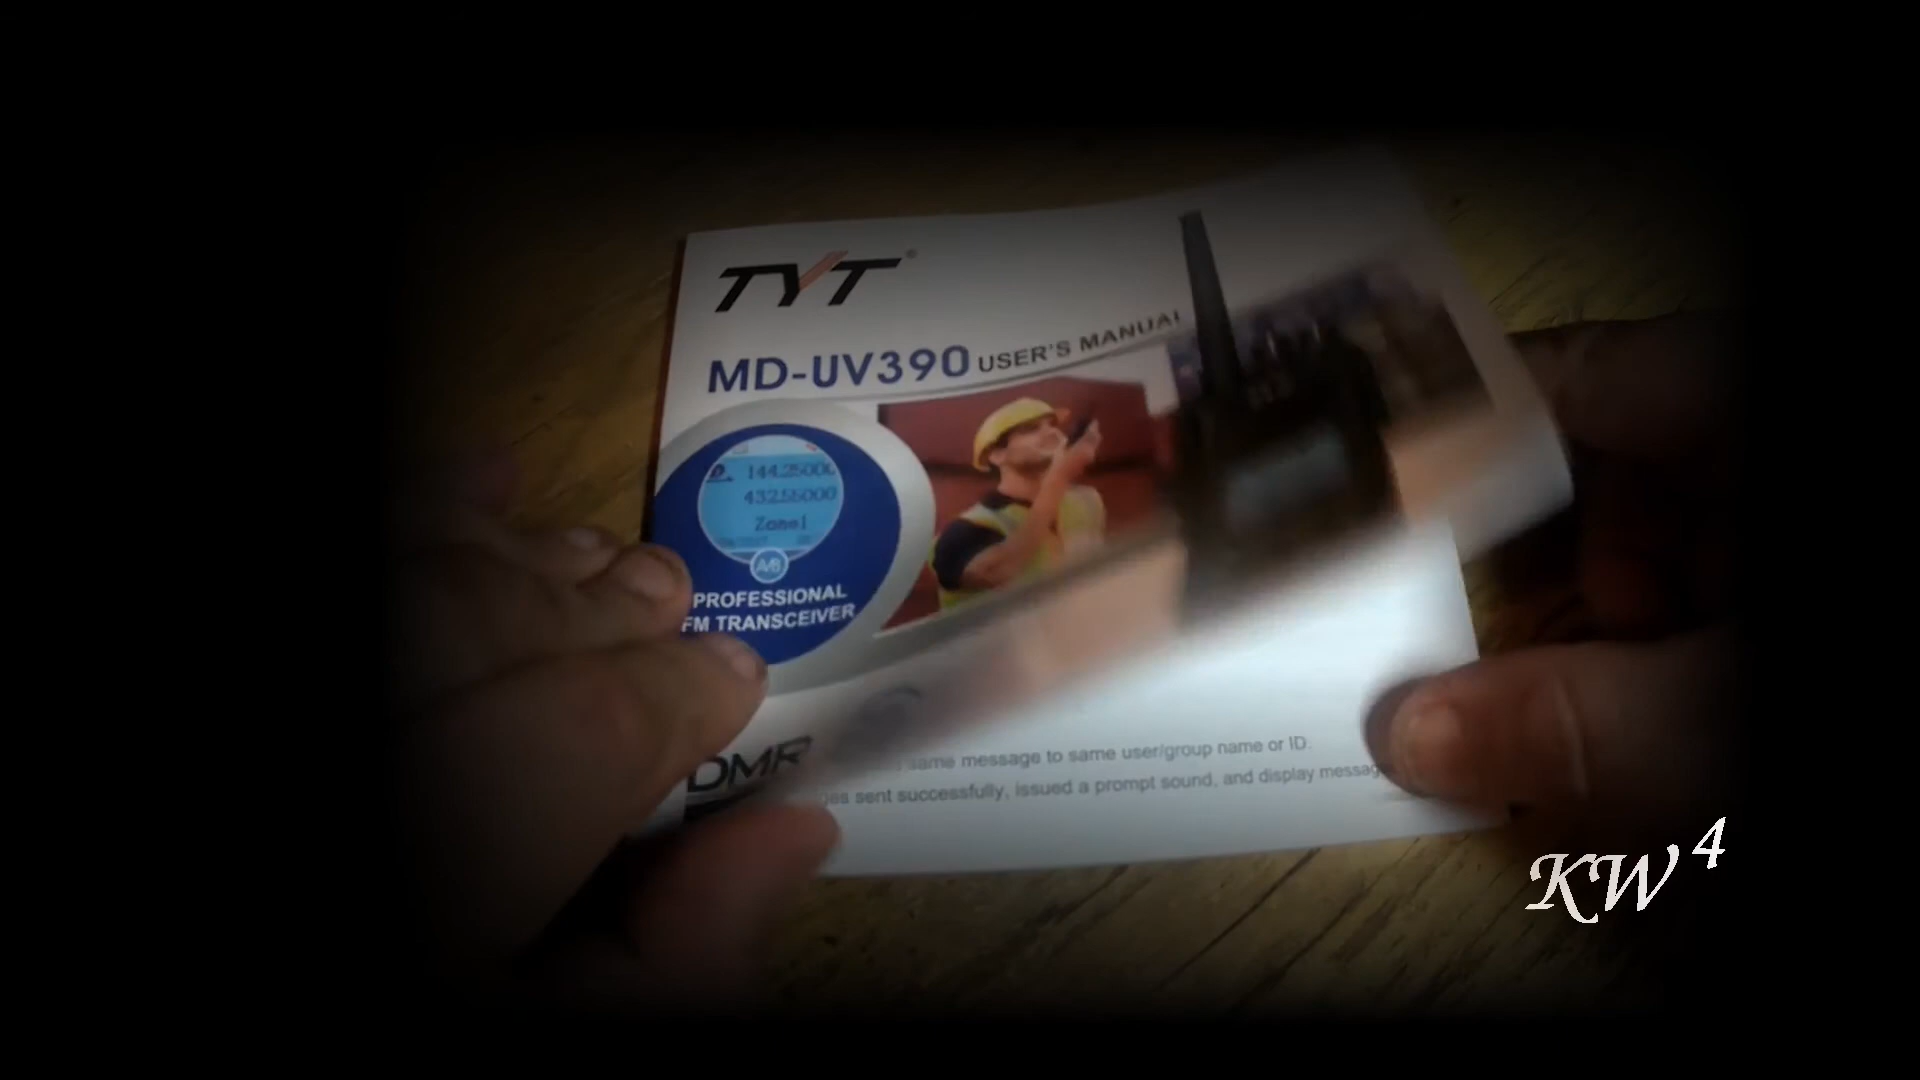 TYT®
MD-UV390 USER'S MANUAL
144.25000
432.55000
Zone1
A/B
PROFESSIONAL
FM TRANSCEIVER
DMR
same message to same user/group name or ID.
sent successfully, issued a prompt sound, and display
KW4